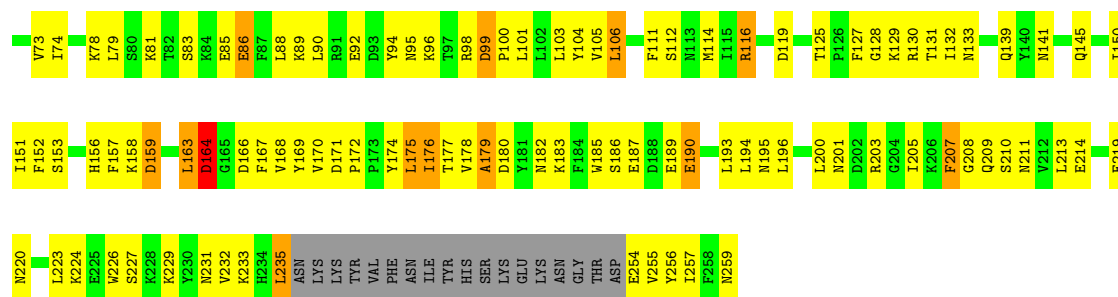 V73 I74 K78 L79 S80 K81 T82 S83 K84 E85 E86 F87 L88 K89 L90 R91 E92 D93 Y94 N95 K96 T97 R98 D99 P100 L101 L102 L103 Y104 V105 L106 F111 S112 N113 M114 I115 R116 D119 T125 P126 F127 G128 K129 R130 T131 I132 N133 Q139 Y140 N141 Q145 I150
I151 F152 S153 H156 F157 K158 D159 L163 D164 G165 D166 F167 V168 Y169 V170 D171 P172 P173 Y174 L175 I176 T177 V178 A179 D180 Y181 N182 K183 F184 W185 S186 E187 D188 E189 E190 L193 L194 N195 L196 L200 N201 D202 R203 G204 I205 K206 F207 G208 Q209 S210 N211 V212 L213 E214
N220 L223 K224 E225 W226 S227 K228 K229 Y230 N231 V232 K233 H234 L235 ASN LYS LYS TYR VAL PHE ASN ILE TYR HIS SER LYS GLU LYS ASN GLY THR ASP E254 V255 Y256 I257 F258 N259